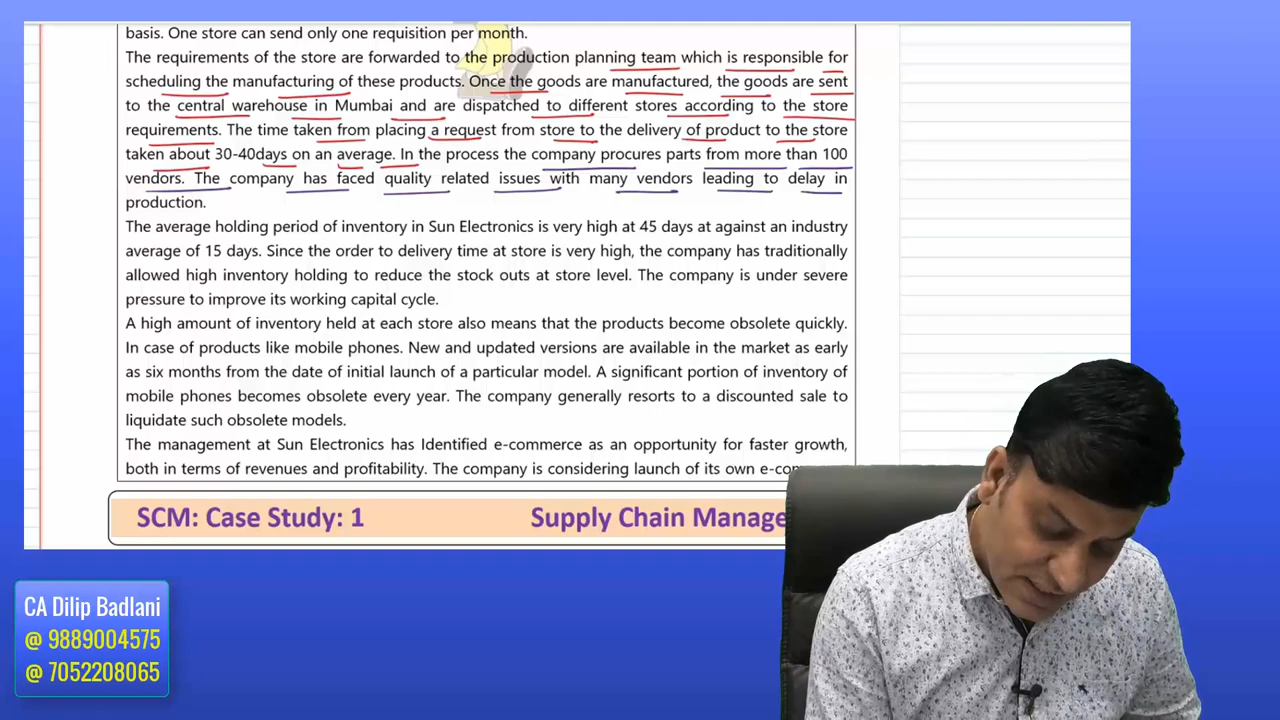 basis. One store can send only one requisition per month.
The requirements of the store are forwarded to the production planning team which is responsible for
scheduling the manufacturing of these products. Once the goods are manufactured, the goods are sent
to the central warehouse in Mumbai and are dispatched to different stores according to the store
requirements. The time taken from placing a request from store to the delivery of product to the store
taken about 30-40days on an average. In the process the company procures parts from more than 100
vendors. The company has faced quality related issues with many vendors leading to delay in
production.
The average holding period of inventory in Sun Electronics is very high at 45 days at against an industry
average of 15 days. Since the order to delivery time at store is very high, the company has traditionally
allowed high inventory holding to reduce the stock outs at store level. The company is under severe
pressure to improve its working capital cycle.
A high amount of inventory held at each store also means that the products become obsolete quickly.
In case of products like mobile phones. New and updated versions are available in the market as early
as six months from the date of initial launch of a particular model. A significant portion of inventory of
mobile phones becomes obsolete every year. The company generally resorts to a discounted sale to
liquidate such obsolete models.
The management at Sun Electronics has Identified e-commerce as an opportunity for faster growth,
both in terms of revenues and profitability. The company is considering launch of its own
SCM: Case Study: 1 Supply Chain
CA Dilip Badlani
@ 9889004575
@ 7052208065